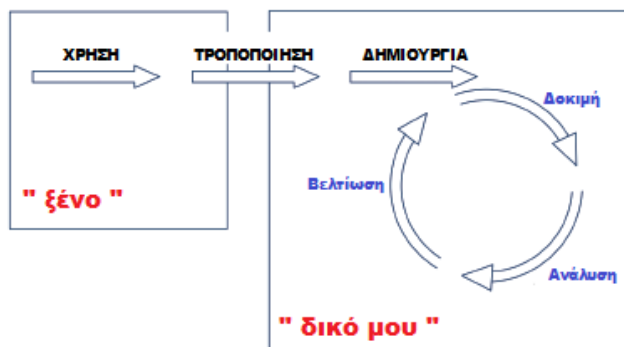 ΧΡΗΣΗ
ΤΡΟΠΟΠΟΙΗΣΗ
ΔΗΜΙΟΥΡΓΙΑ
Δοκιμή
Βελτίωση
Ανάλυση
" ξένο "
" δικό μου "